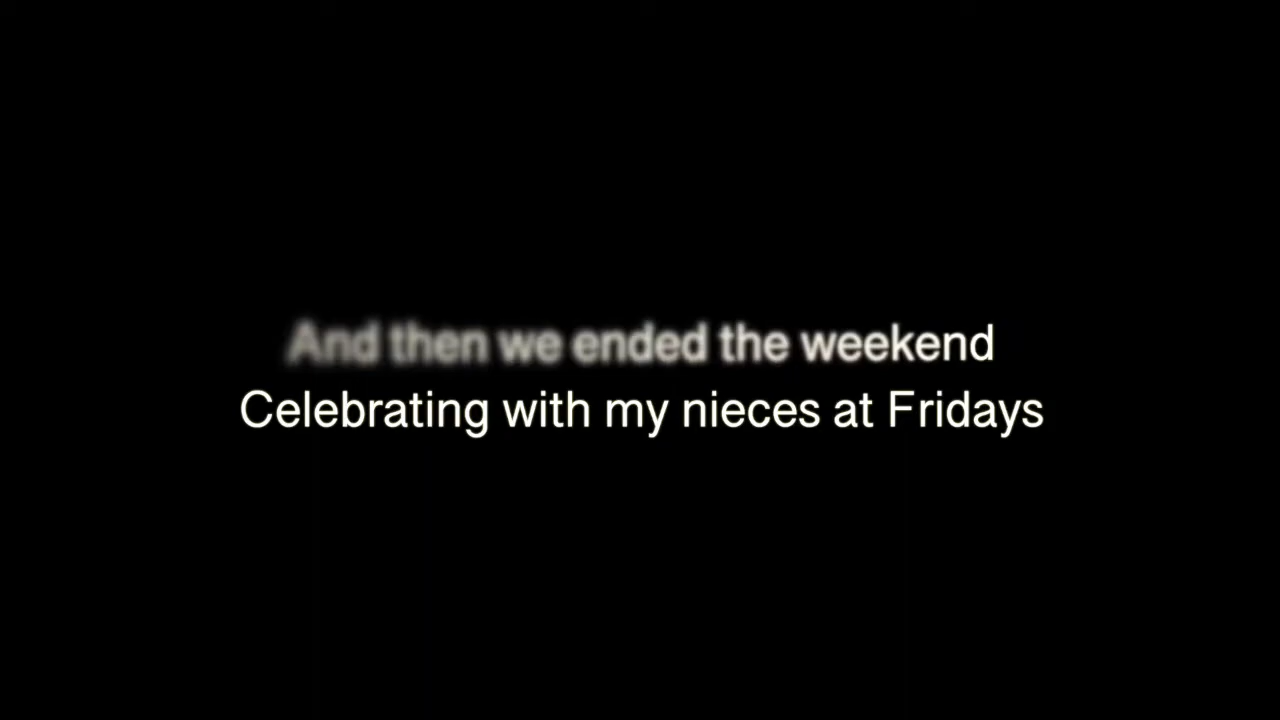 And then we ended the weekend
Celebrating with my nieces at Fridays